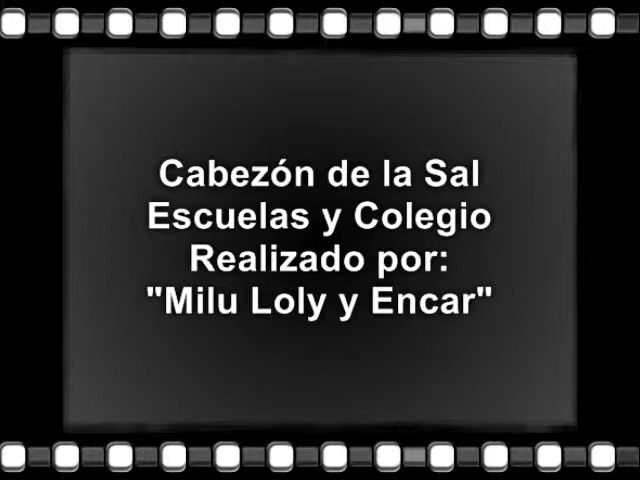 Cabezón de la Sal
Escuelas y Colegio
Realizado por:
"Milu Loly y Encar"